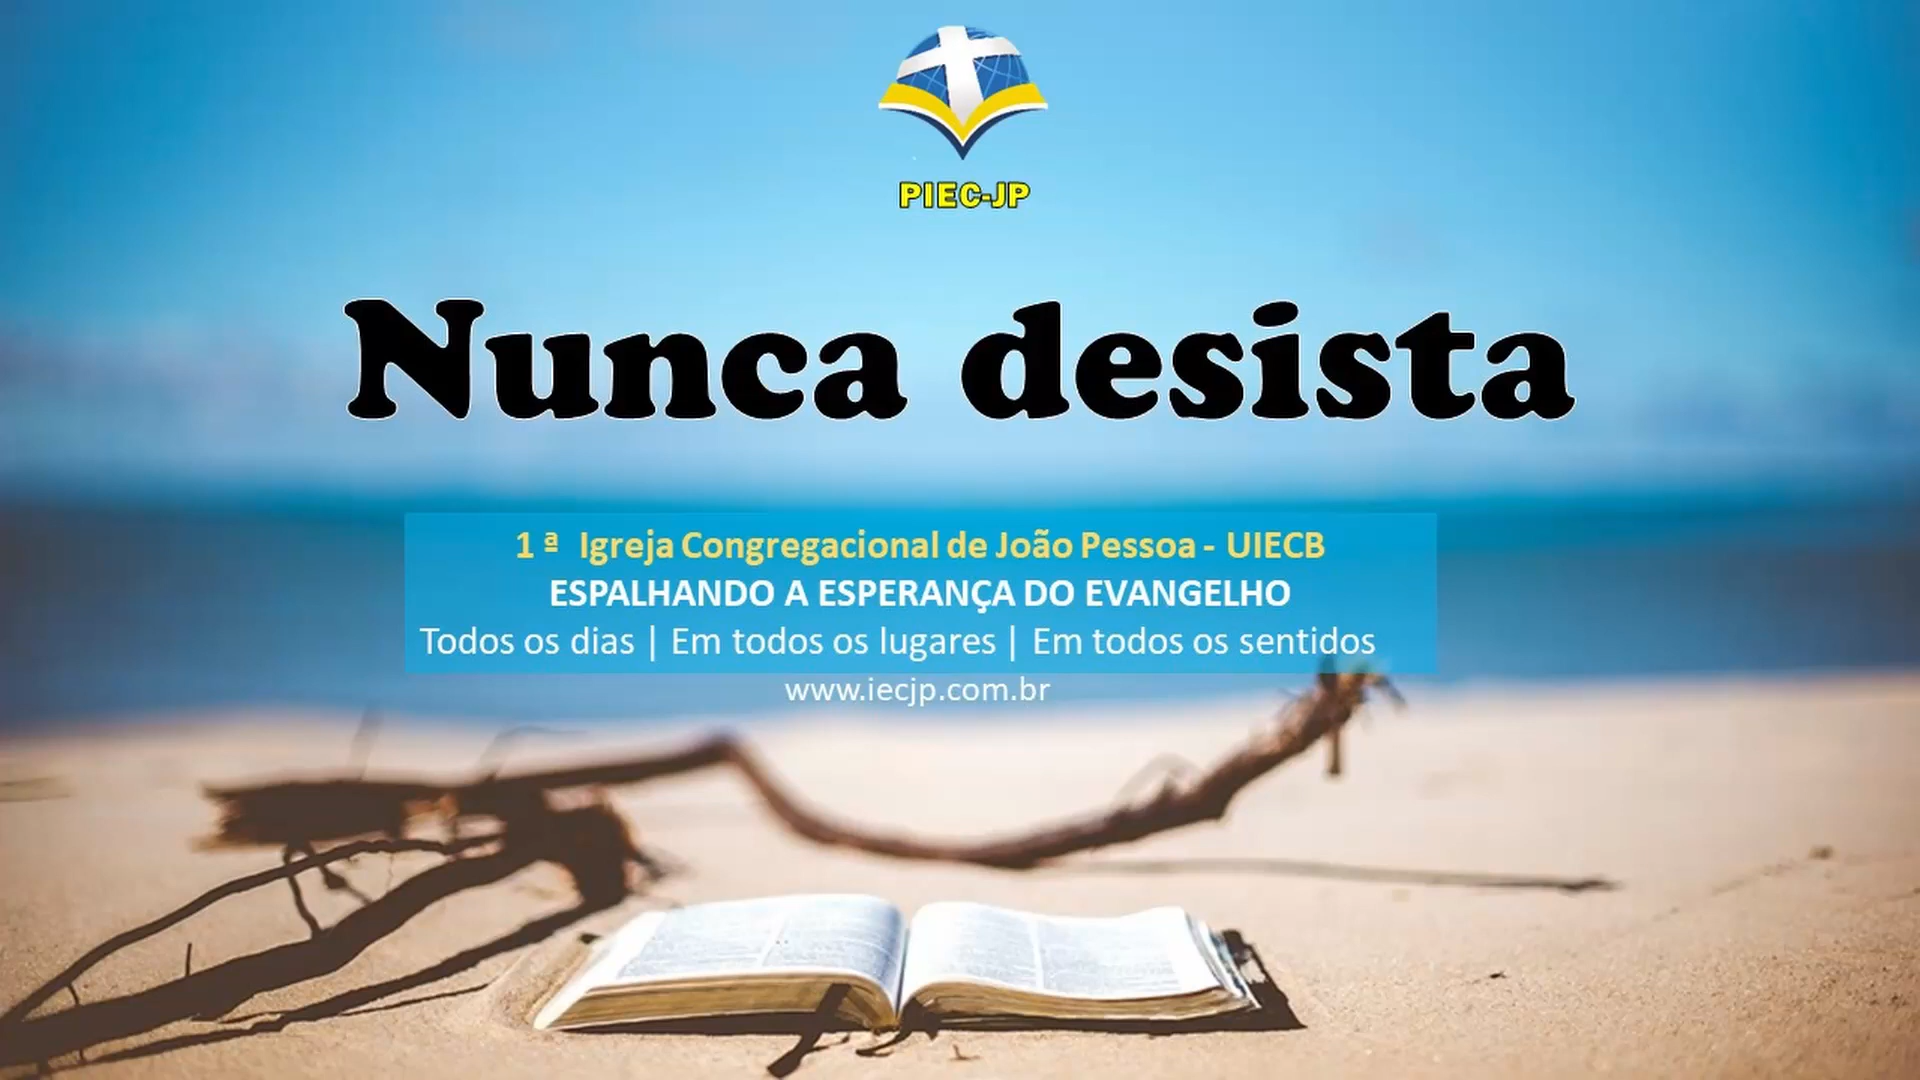 PIEC-JP
Nunca desista
1 ª Igreja Congregacional de João Pessoa - UIECB
ESPALHANDO A ESPERANÇA DO EVANGELHO
Todos os dias | Em todos os lugares | Em todos os sentidos
www.iecjp.com.br